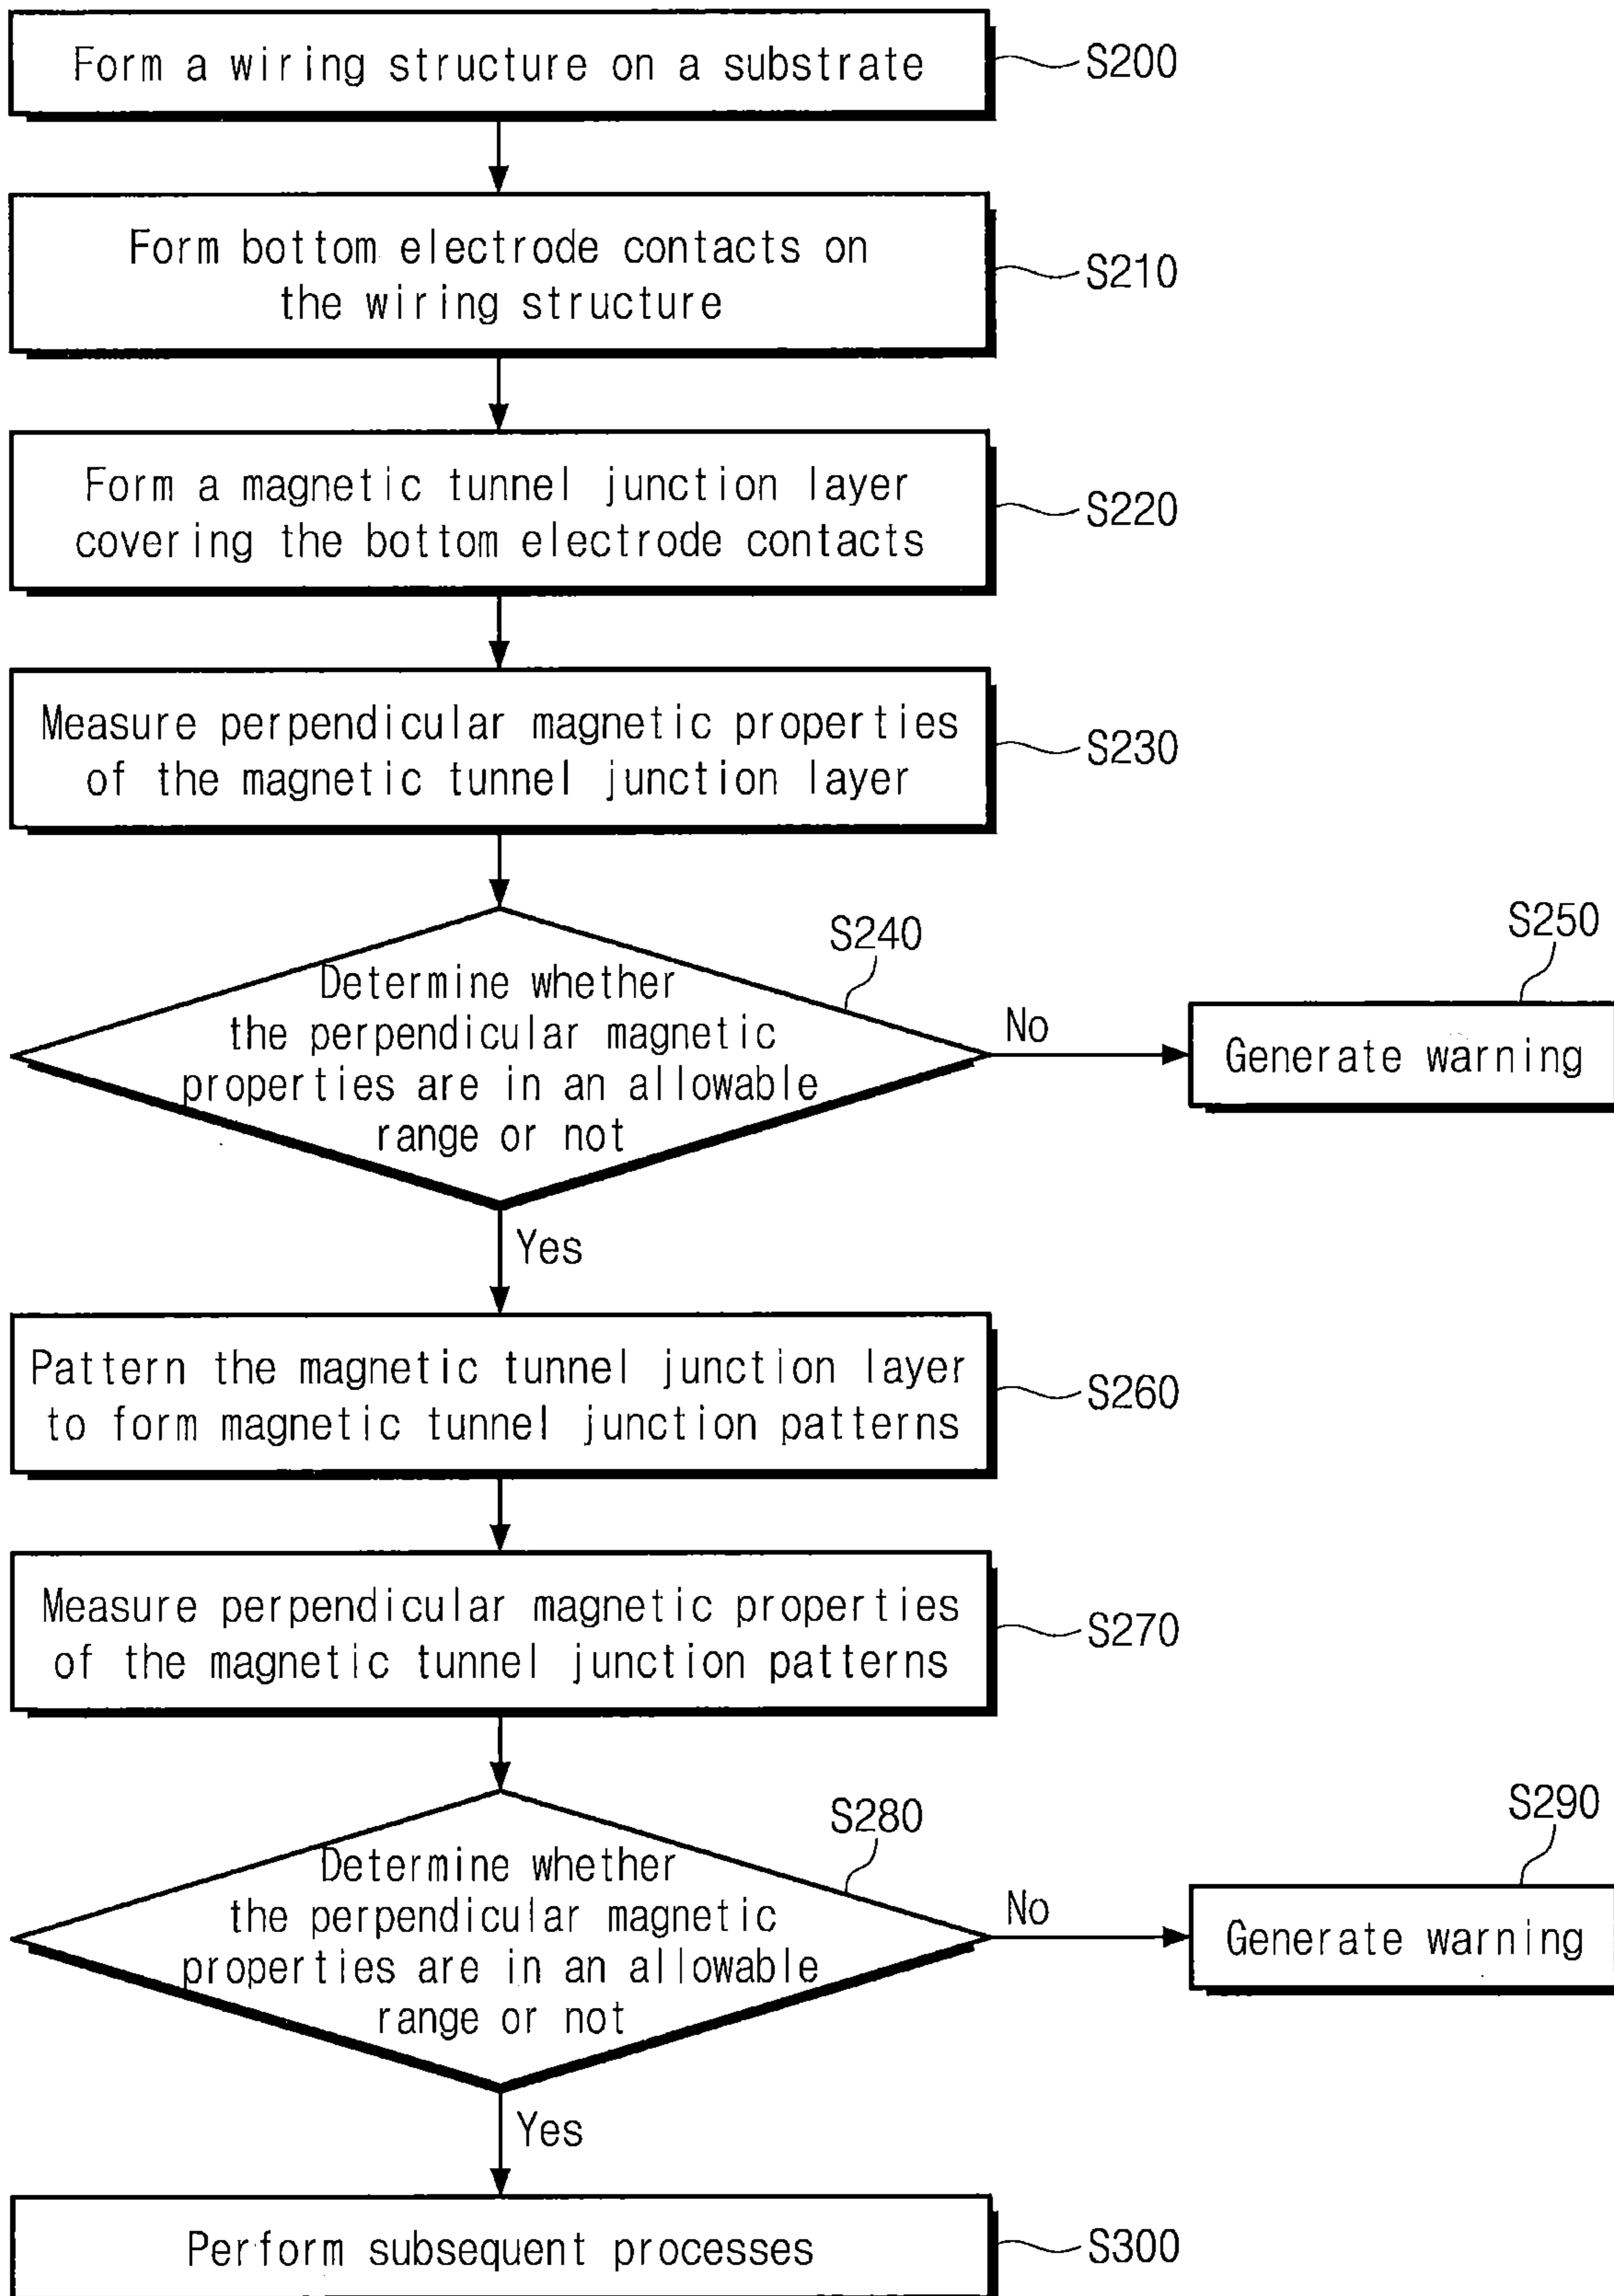 Form a wiring structure on a substrate
S200
Form bottom electrode contacts on
the wiring structure
S210
Form a magnetic tunnel junction layer
covering the bottom electrode contacts
S220
Measure perpendicular magnetic properties
of the magnetic tunnel junction layer
S230
S240
Determine whether
the perpendicular magnetic
properties are in an allowable
range or not
No
S250
Generate warning
Yes
Pattern the magnetic tunnel junction layer
to form magnetic tunnel junction patterns
S260
Measure perpendicular magnetic properties
of the magnetic tunnel junction patterns
S270
S280
Determine whether
the perpendicular magnetic
properties are in an allowable
range or not
No
S290
Generate warning
Yes
Perform subsequent processes
S300